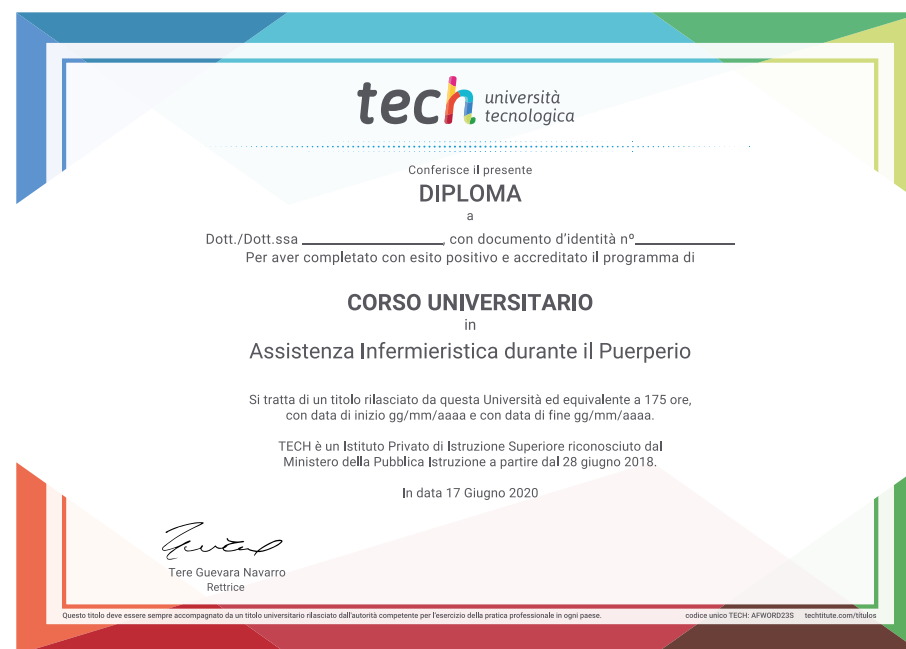 tech università
tecnologica
Conferisce il presente
DIPLOMA
a
Dott./Dott.ssa ____________________, con documento d'identità nº______________
Per aver completato con esito positivo e accreditato il programma di
CORSO UNIVERSITARIO
in
Assistenza Infermieristica durante il Puerperio
Si tratta di un titolo rilasciato da questa Università ed equivalente a 175 ore,
con data di inizio gg/mm/aaaa e con data di fine gg/mm/aaaa.
TECH è un Istituto Privato di Istruzione Superiore riconosciuto dal
Ministero della Pubblica Istruzione a partire dal 28 giugno 2018.
In data 17 Giugno 2020
Tere Guevara Navarro
Rettrice
Questo titolo deve essere sempre accompagnato da un titolo universitario rilasciato dall'autorità competente per l'esercizio della pratica professionale in ogni paese. codice unico TECH: AFWORD23S techtitute.com/titulos